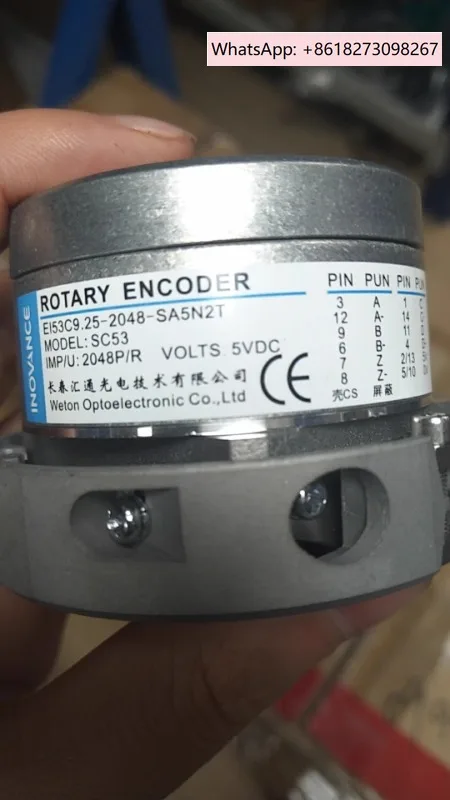 WhatsApp: +8618273098267
INOVANCE
ROTARY ENCODER
EI53C9.25-2048-SA5N2T
MODEL: SC53
IMP/U: 2048P/R VOLTS 5VDC
长春汇通光电技术有限公司
Weton Optoelectronic Co.,Ltd
CE
PIN PUN PIN
3 A 1
12 A- 14
9 B 11
6 B- 4
7 Z 2/13
8 Z- 5/10
壳CS 屏蔽